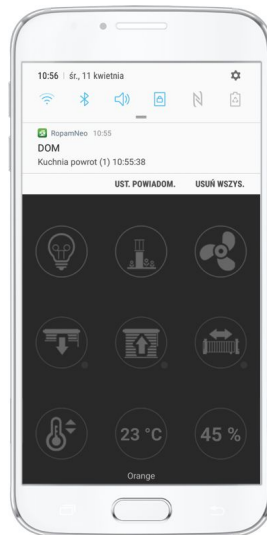 10:56 | śr., 11 kwietnia
RopamNeo 10:55
DOM
Kuchnia powrot (1) 10:55:38
UST. POWIADOM. USUŃ WSZYS.
23 °C 45 %
Orange